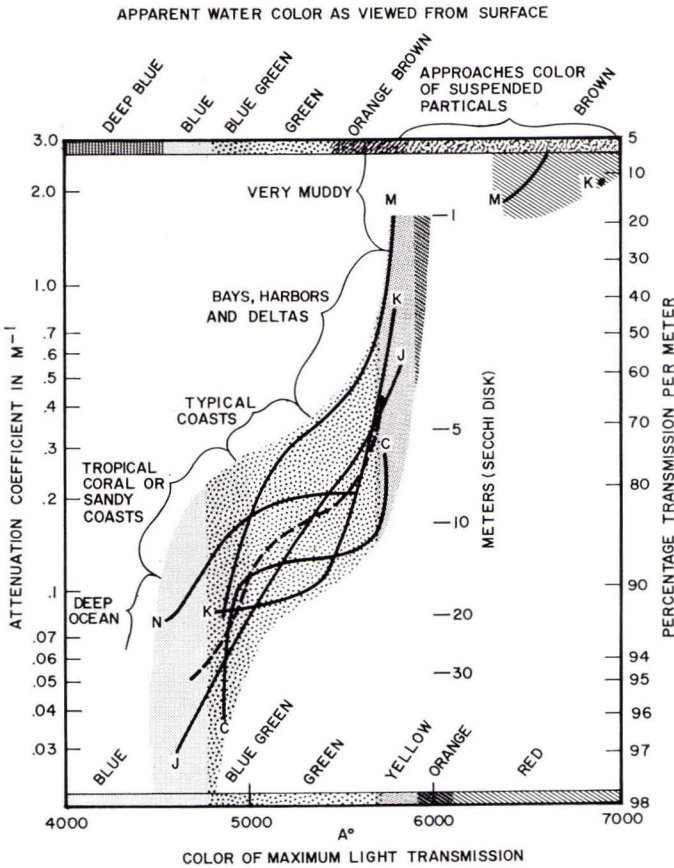 APPARENT WATER COLOR AS VIEWED FROM SURFACE
DEEP BLUE
BLUE
BLUE GREEN
GREEN
ORANGE BROWN
APPROACHES COLOR
OF SUSPENDED
PARTICALS
BROWN
3.0
2.0
1.0
.7
.6
.5
.4
.3
.2
.1
.07
.06
.05
.04
.03
ATTENUATION COEFFICIENT IN M⁻¹
VERY MUDDY
BAYS, HARBORS
AND DELTAS
TYPICAL
COASTS
TROPICAL
CORAL OR
SANDY
COASTS
DEEP
OCEAN
M
K
J
C
N
K
J
C
M
K
1
5
10
20
30
METERS (SECCHI DISK)
5
10
20
30
40
50
60
70
80
90
94
95
96
97
98
PERCENTAGE TRANSMISSION PER METER
BLUE
BLUE GREEN
GREEN
YELLOW
ORANGE
RED
4000
5000
6000
7000
A°
COLOR OF MAXIMUM LIGHT TRANSMISSION